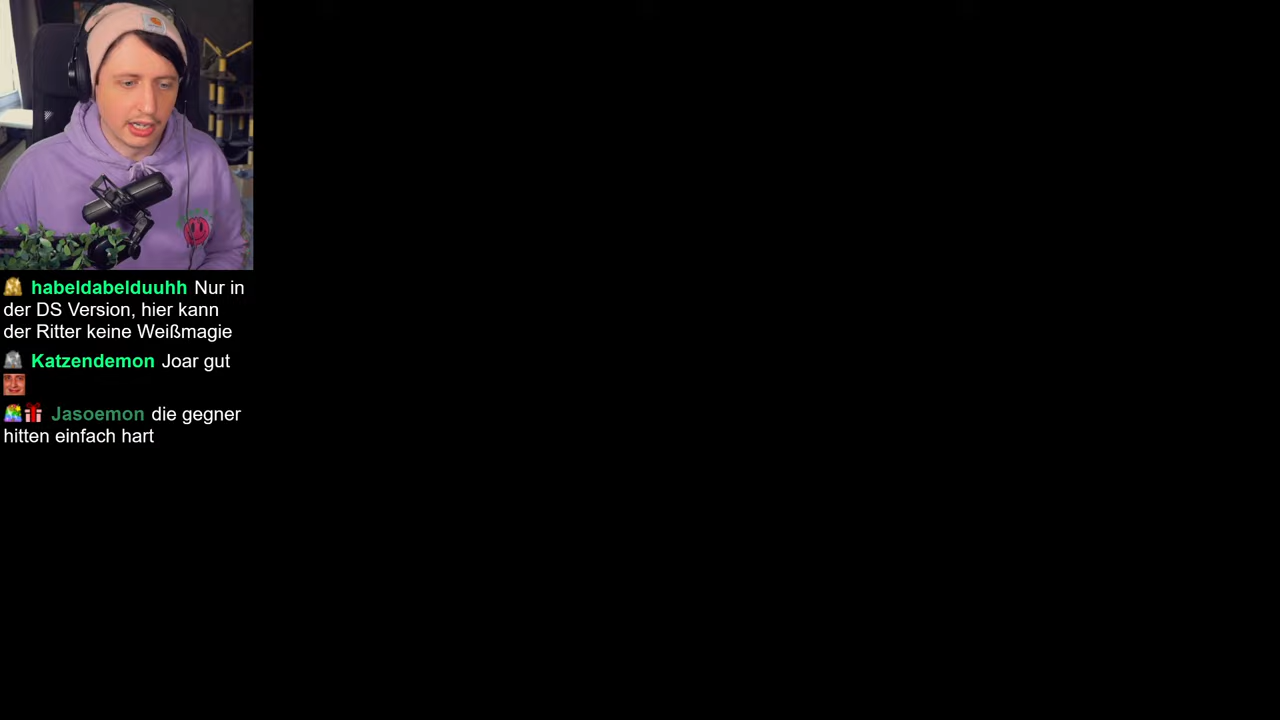 habeldabelduuhh Nur in
der DS Version, hier kann
der Ritter keine Weißmagie
Katzendemon Joar gut
Jasoemon die gegner
hitten einfach hart